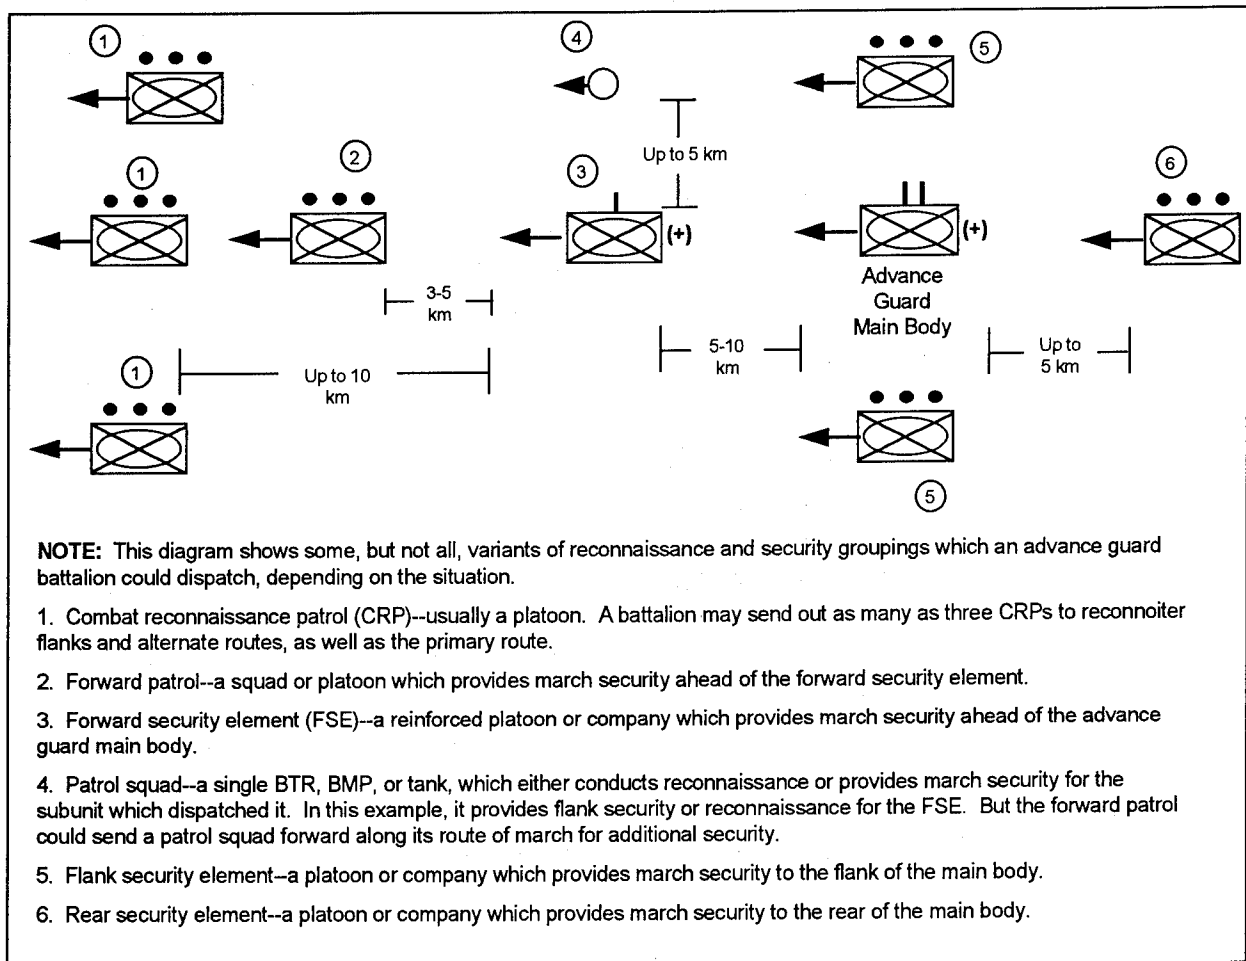 1
4
5
Up to 5 km
1
2
3
6
(+)
(+)
Advance
Guard
Main Body
3-5
km
5-10
km
Up to
5 km
1
Up to 10
km
5
NOTE: This diagram shows some, but not all, variants of reconnaissance and security groupings which an advance guard
battalion could dispatch, depending on the situation.
1. Combat reconnaissance patrol (CRP)--usually a platoon. A battalion may send out as many as three CRPs to reconnoiter
flanks and alternate routes, as well as the primary route.
2. Forward patrol--a squad or platoon which provides march security ahead of the forward security element.
3. Forward security element (FSE)--a reinforced platoon or company which provides march security ahead of the advance
guard main body.
4. Patrol squad--a single BTR, BMP, or tank, which either conducts reconnaissance or provides march security for the
subunit which dispatched it. In this example, it provides flank security or reconnaissance for the FSE. But the forward patrol
could send a patrol squad forward along its route of march for additional security.
5. Flank security element--a platoon or company which provides march security to the flank of the main body.
6. Rear security element--a platoon or company which provides march security to the rear of the main body.